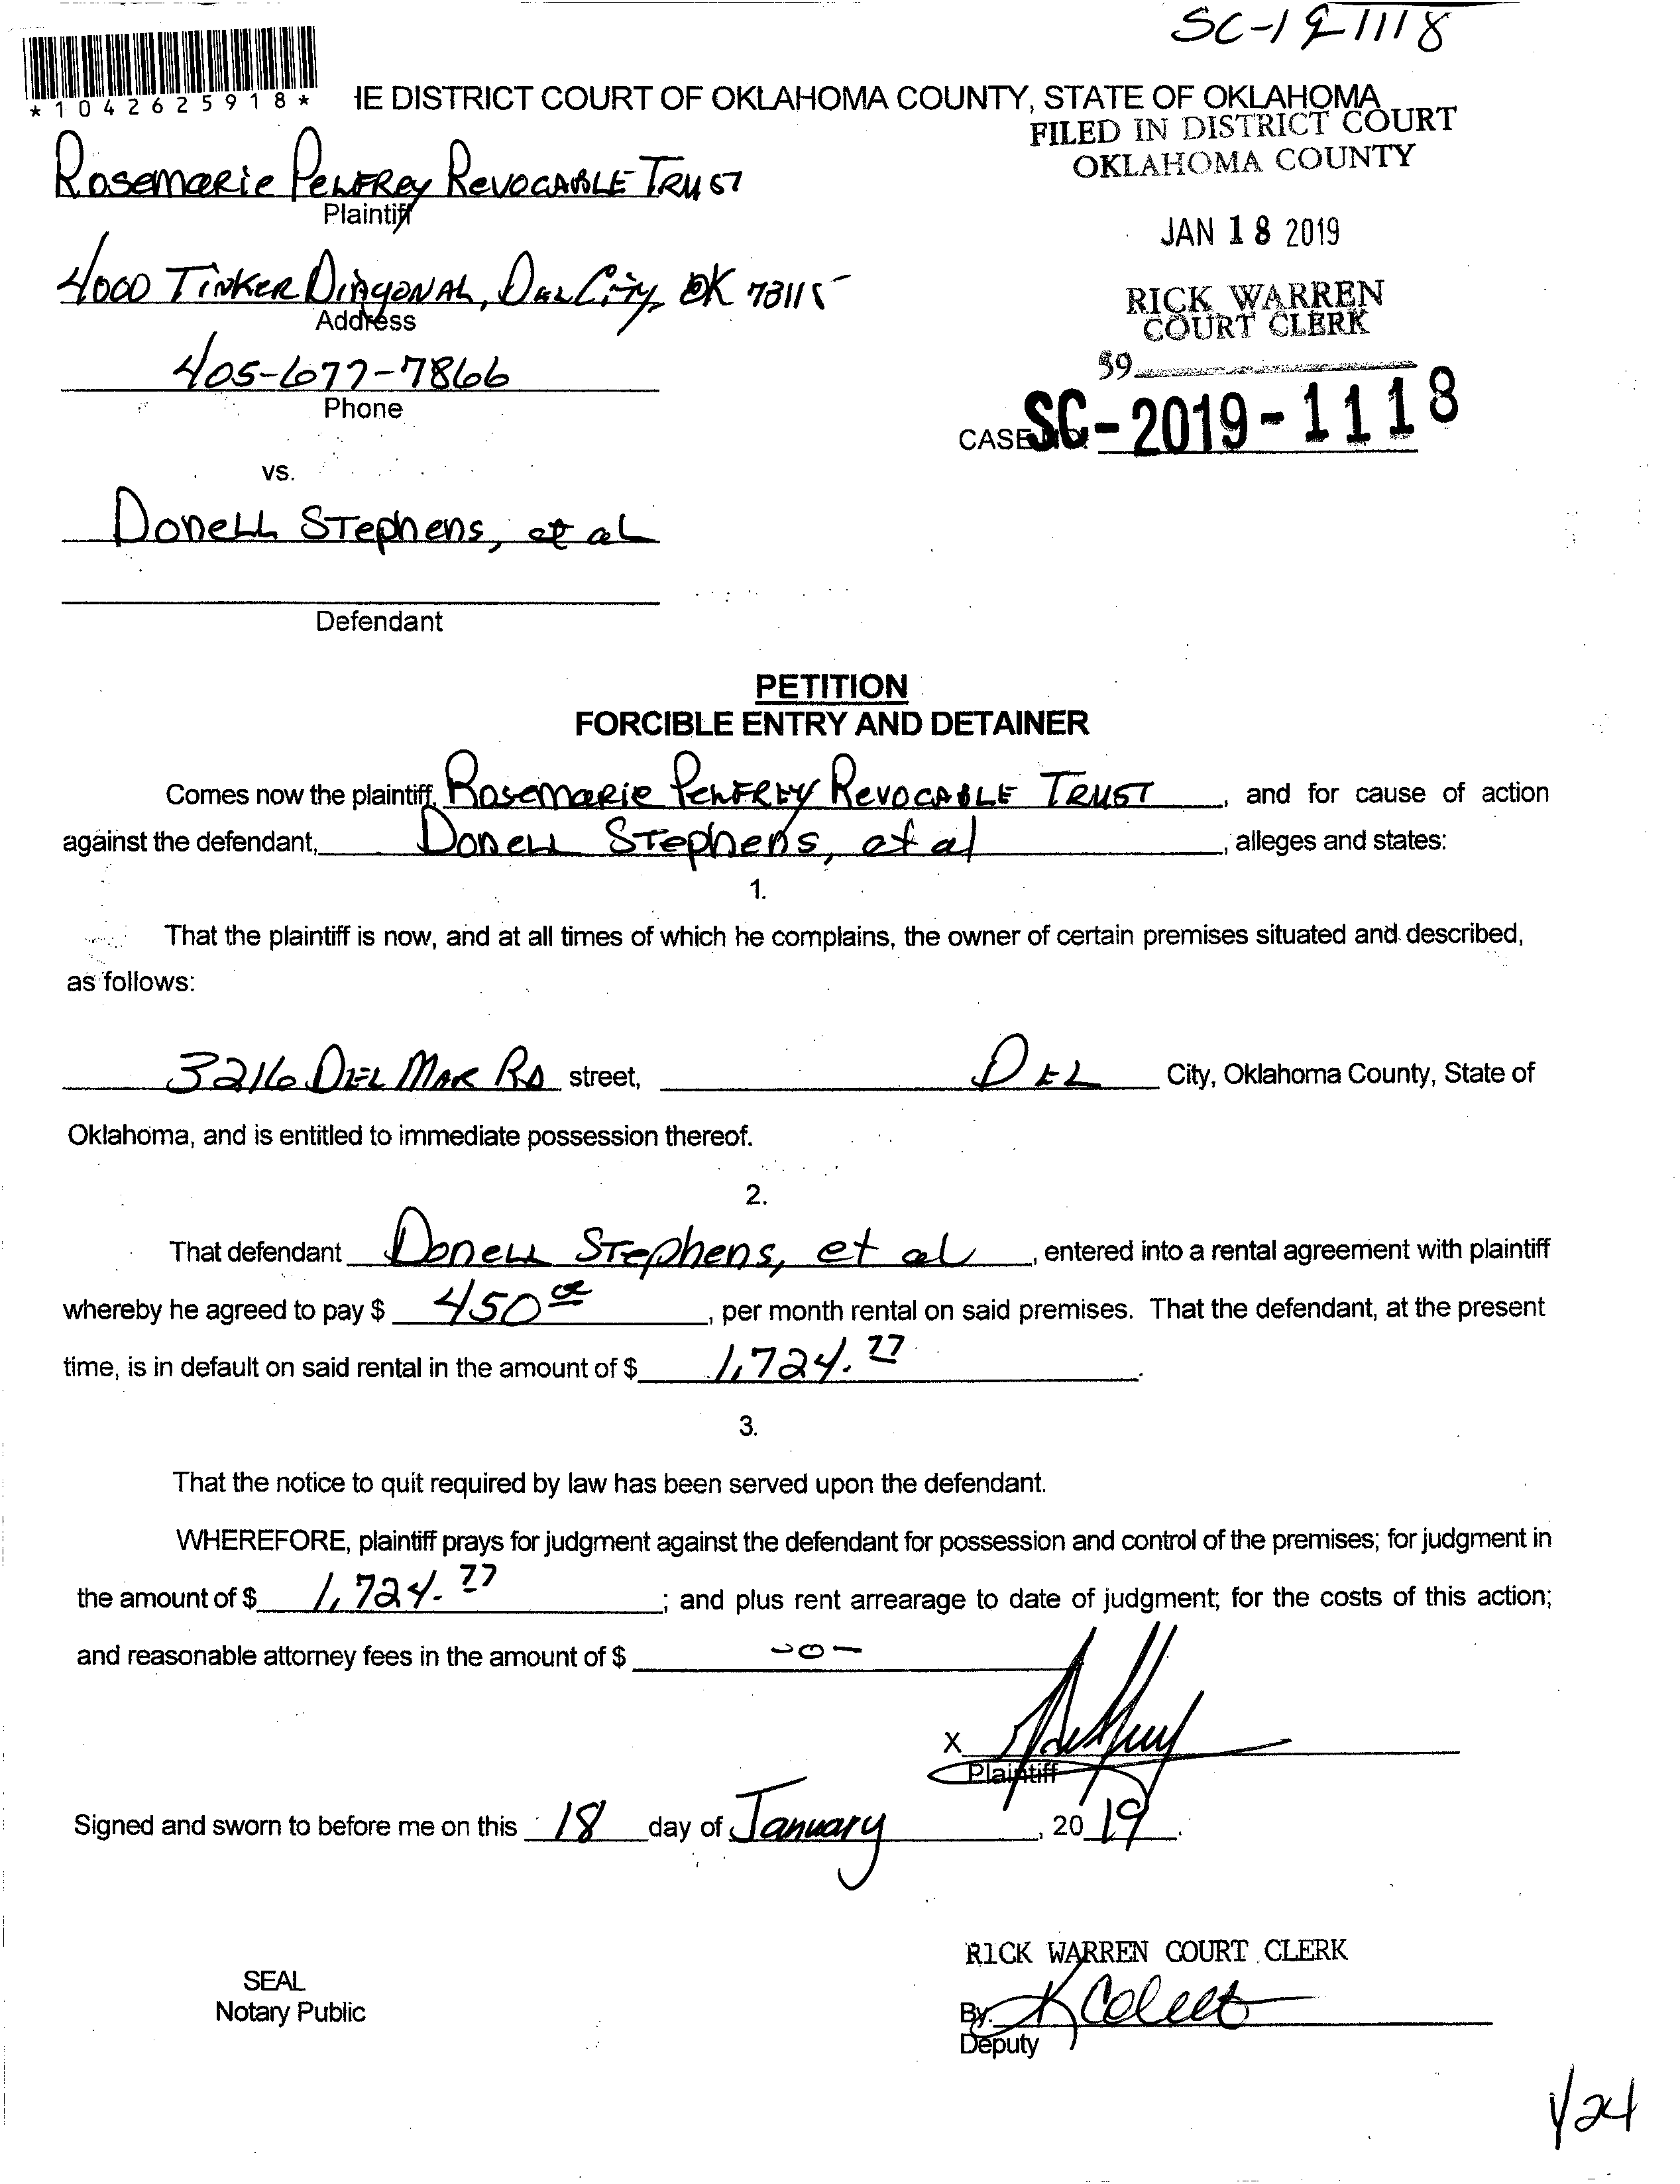 SC-19-1118
*1042625918*
IE DISTRICT COURT OF OKLAHOMA COUNTY, STATE OF OKLAHOMA
FILED IN DISTRICT COURT
OKLAHOMA COUNTY
Rosemarie Pelfrey Revocable Trust
Plaintiff
JAN 18 2019
4000 Tinker Diagonal, Del City, OK 73115
Address
RICK WARREN
COURT CLERK
405-677-7866
Phone
39
CASE NO. SC-2019-1118
vs.
Donell Stephens, et al
Defendant
PETITION
FORCIBLE ENTRY AND DETAINER
Comes now the plaintiff, Rosemarie Pelfrey Revocable Trust, and for cause of action
against the defendant, Donell Stephens, et al, alleges and states:
1.
That the plaintiff is now, and at all times of which he complains, the owner of certain premises situated and described,
as follows:
3216 Del Mar Rd street, Del City, Oklahoma County, State of
Oklahoma, and is entitled to immediate possession thereof.
2.
That defendant Donell Stephens, et al, entered into a rental agreement with plaintiff
whereby he agreed to pay $ 450 00, per month rental on said premises. That the defendant, at the present
time, is in default on said rental in the amount of $ 1,724.77.
3.
That the notice to quit required by law has been served upon the defendant.
WHEREFORE, plaintiff prays for judgment against the defendant for possession and control of the premises; for judgment in
the amount of $ 1,724.77; and plus rent arrearage to date of judgment; for the costs of this action;
and reasonable attorney fees in the amount of $ -0-
X
Plaintiff
Signed and sworn to before me on this 18 day of January, 2019.
RICK WARREN COURT CLERK
SEAL
Notary Public
By:
Deputy
1/24